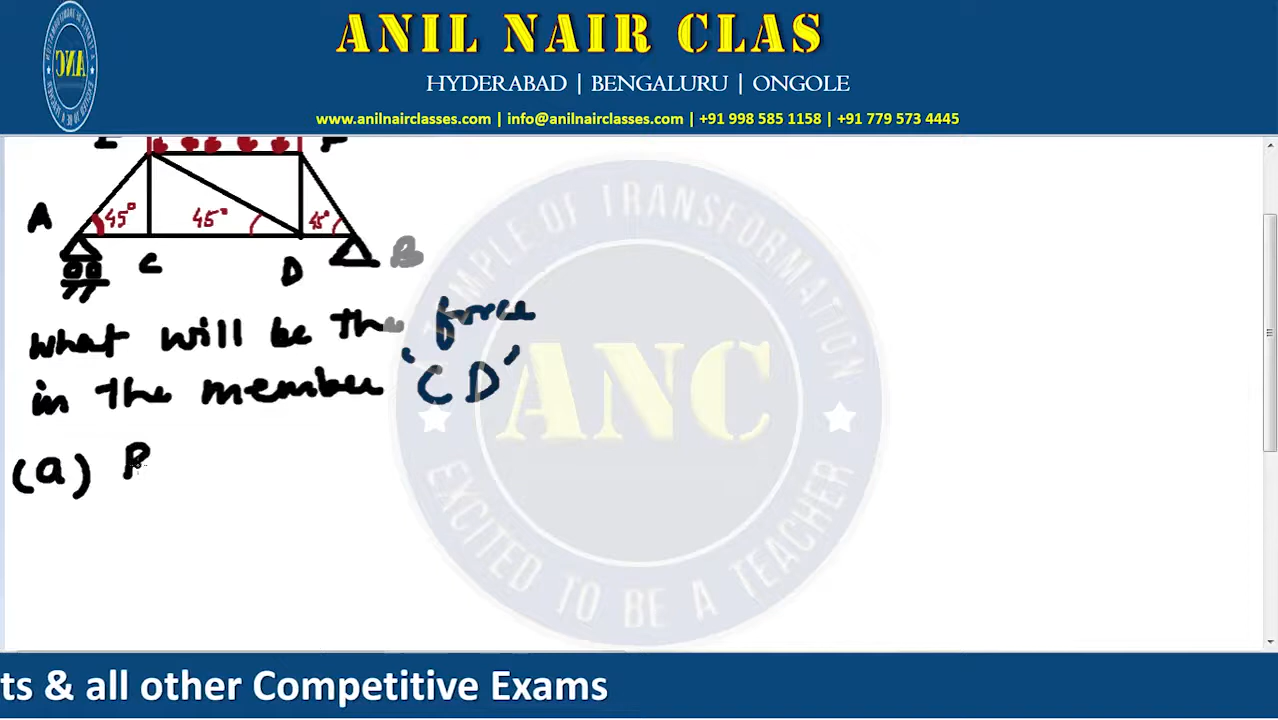 ANC
ANIL NAIR CLAS
HYDERABAD | BENGALURU | ONGOLE
www.anilnairclasses.com | info@anilnairclasses.com | +91 998 585 1158 | +91 779 573 4445
A 45° 45° 45° B
C D
What will be the force
in the member 'CD'
(a) P
TEMPLE OF TRANSFORMATION
ANC
EXCITED TO BE A TEACHER
ts & all other Competitive Exams